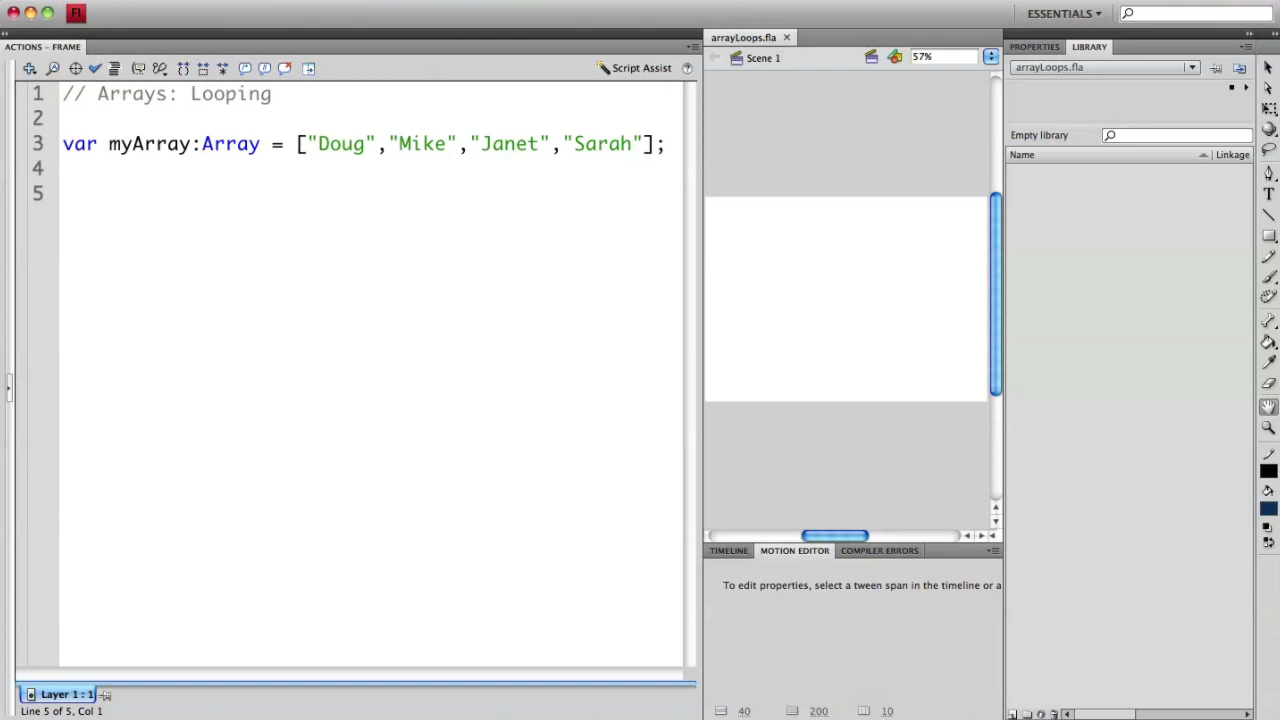 Fl
ESSENTIALS
ACTIONS – FRAME
arrayLoops.fla
PROPERTIES
LIBRARY
Script Assist
Scene 1
57%
arrayLoops.fla
1 // Arrays: Looping
2
3 var myArray:Array = ["Doug","Mike","Janet","Sarah"];
4
5
Empty library
Name
Linkage
T
TIMELINE
MOTION EDITOR
COMPILER ERRORS
To edit properties, select a tween span in the timeline or a
Layer 1 : 1
Line 5 of 5, Col 1
40
200
10